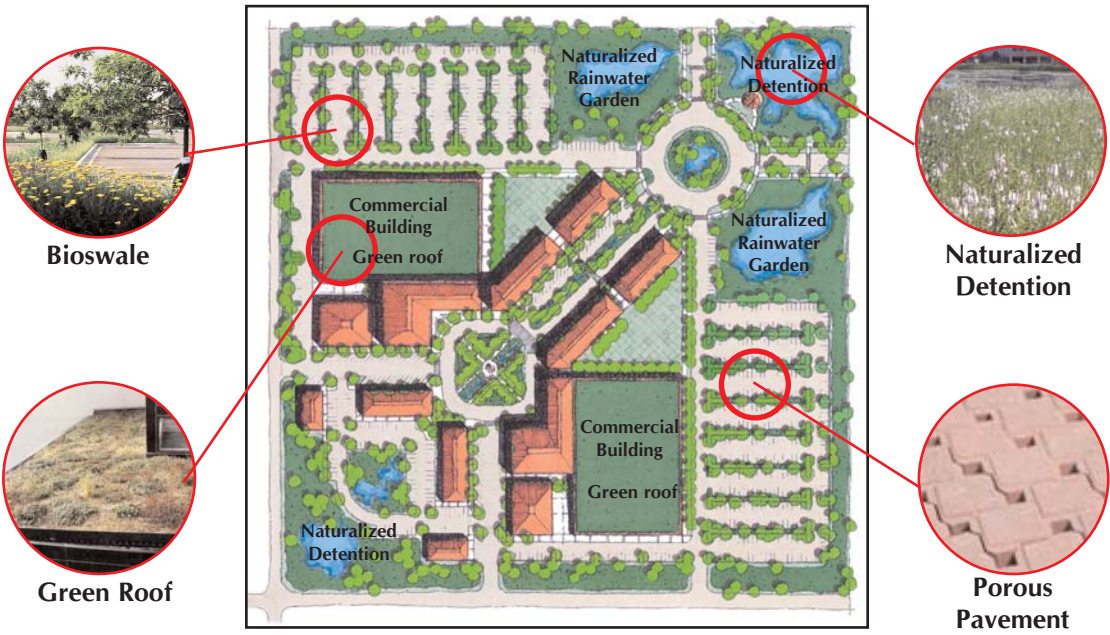 Bioswale
Green Roof
Naturalized
Rainwater
Garden
Naturalized
Detention
Commercial
Building
Green roof
Naturalized
Rainwater
Garden
Commercial
Building
Green roof
Naturalized
Detention
Naturalized
Detention
Porous
Pavement